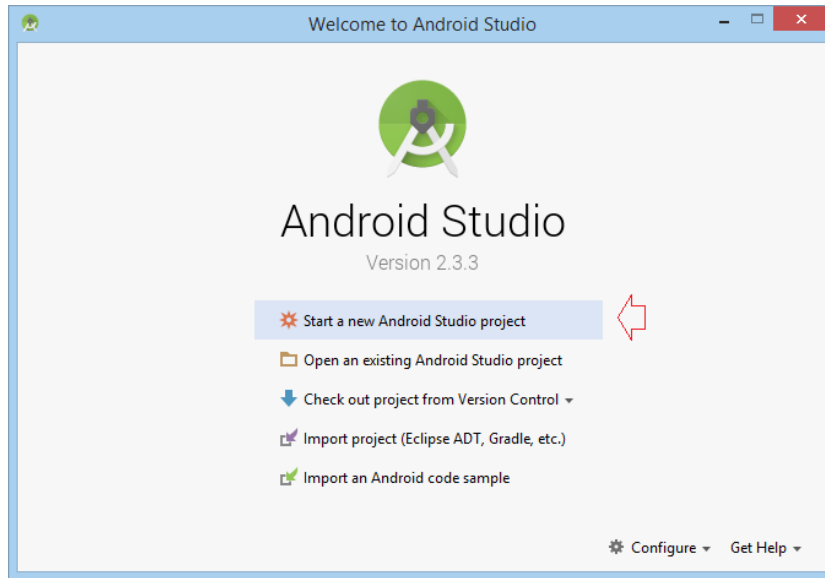 Welcome to Android Studio
Android Studio
Version 2.3.3
Start a new Android Studio project
Open an existing Android Studio project
Check out project from Version Control
Import project (Eclipse ADT, Gradle, etc.)
Import an Android code sample
Configure Get Help